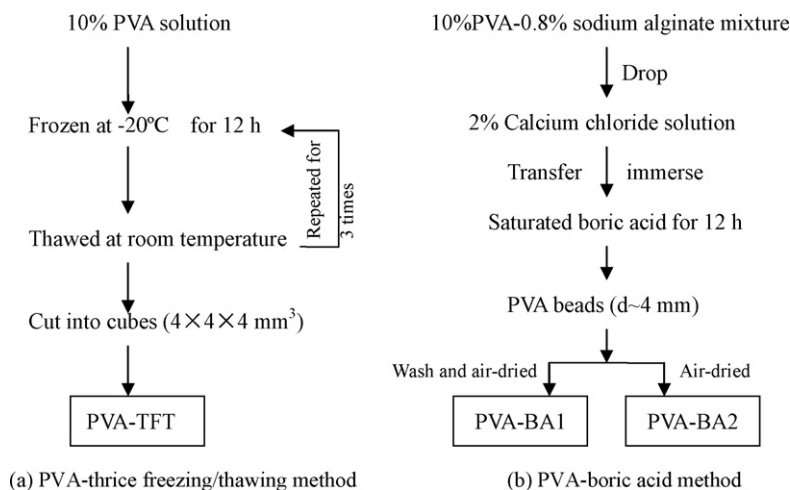 10% PVA solution
Frozen at -20ºC for 12 h
Repeated for
3 times
Thawed at room temperature
Cut into cubes (4×4×4 mm³)
PVA-TFT
(a) PVA-thrice freezing/thawing method
10%PVA-0.8% sodium alginate mixture
Drop
2% Calcium chloride solution
Transfer immerse
Saturated boric acid for 12 h
PVA beads (d~4 mm)
Wash and air-dried
Air-dried
PVA-BA1
PVA-BA2
(b) PVA-boric acid method